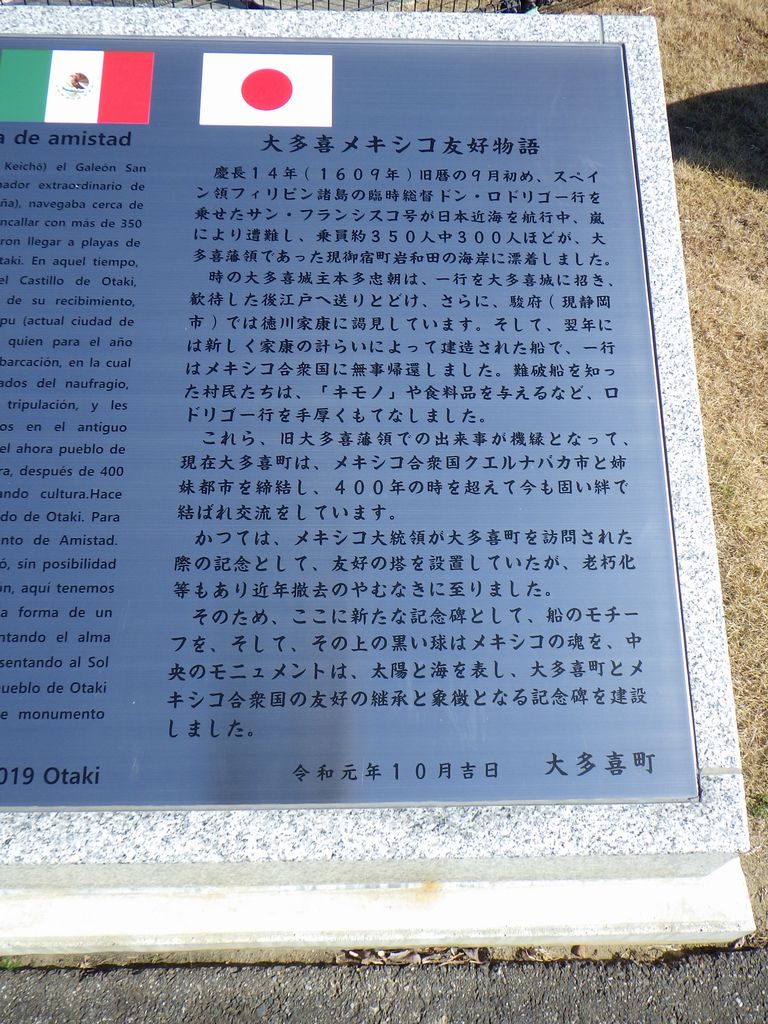 a de amistad
Keichō) el Galeón San
nador extraordinario de
ña), navegaba cerca de
ncallar con más de 350
ron llegar a playas de
taki. En aquel tiempo,
el Castillo de Otaki,
de su recibimiento,
pu (actual ciudad de
quien para el año
barcación, en la cual
ados del naufragio,
tripulación, y les
os en el antiguo
el ahora pueblo de
ra, después de 400
ando cultura.Hace
do de Otaki. Para
nto de Amistad.
ó, sin posibilidad
ón, aquí tenemos
a forma de un
ntando el alma
sentando al Sol
ueblo de Otaki
e monumento
019 Otaki
大多喜メキシコ友好物語
慶長１４年（１６０９年）旧暦の９月初め、スペイ
ン領フィリピン諸島の臨時総督ドン・ロドリゴ一行を
乗せたサン・フランシスコ号が日本近海を航行中、嵐
により遭難し、乗員約３５０人中３００人ほどが、大
多喜藩領であった現御宿町岩和田の海岸に漂着しました。
時の大多喜城主本多忠朝は、一行を大多喜城に招き、
歓待した後江戸へ送りとどけ、さらに、駿府（現静岡
市）では徳川家康に謁見しています。そして、翌年に
は新しく家康の計らいによって建造された船で、一行
はメキシコ合衆国に無事帰還しました。難破船を知っ
た村民たちは、「キモノ」や食料品を与えるなど、ロ
ドリゴ一行を手厚くもてなしました。
これら、旧大多喜藩領での出来事が機縁となって、
現在大多喜町は、メキシコ合衆国クエルナバカ市と姉
妹都市を締結し、４００年の時を超えて今も固い絆で
結ばれ交流をしています。
かつては、メキシコ大統領が大多喜町を訪問された
際の記念として、友好の塔を設置していたが、老朽化
等もあり近年撤去のやむなきに至りました。
そのため、ここに新たな記念碑として、船のモチー
フを、そして、その上の黒い球はメキシコの魂を、中
央のモニュメントは、太陽と海を表し、大多喜町とメ
キシコ合衆国の友好の継承と象徴となる記念碑を建設
しました。
令和元年１０月吉日　大多喜町